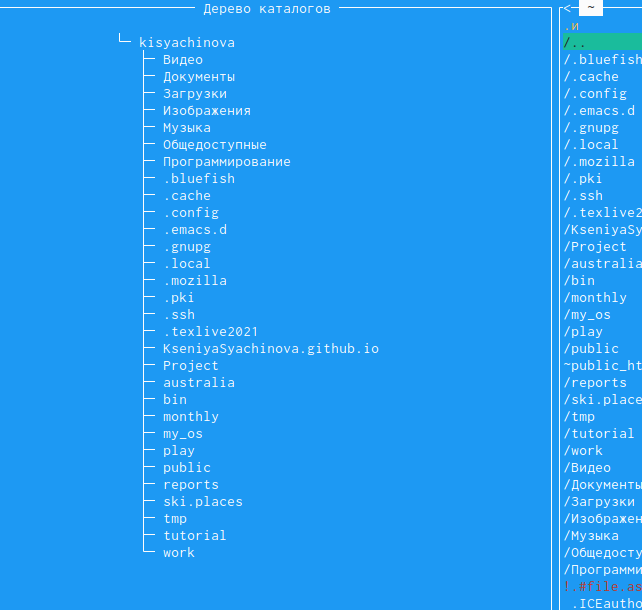 Дерево каталогов
kisyachinova
Видео
Документы
Загрузки
Изображения
Музыка
Общедоступные
Программирование
.bluefish
.cache
.config
.emacs.d
.gnupg
.local
.mozilla
.pki
.ssh
.texlive2021
KseniyaSyachinova.github.io
Project
australia
bin
monthly
my_os
play
public
reports
ski.places
tmp
tutorial
work
<─ ~
.и
/..
/.bluefish
/.cache
/.config
/.emacs.d
/.gnupg
/.local
/.mozilla
/.pki
/.ssh
/.texlive2
/KseniyaSy
/Project
/australia
/bin
/monthly
/my_os
/play
/public
~public_ht
/reports
/ski.place
/tmp
/tutorial
/work
/Видео
/Документы
/Загрузки
/Изображен
/Музыка
/Общедосту
/Программи
!.#file.as
.ICEautho